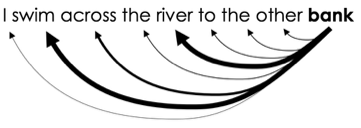 I swim across the river to the other bank